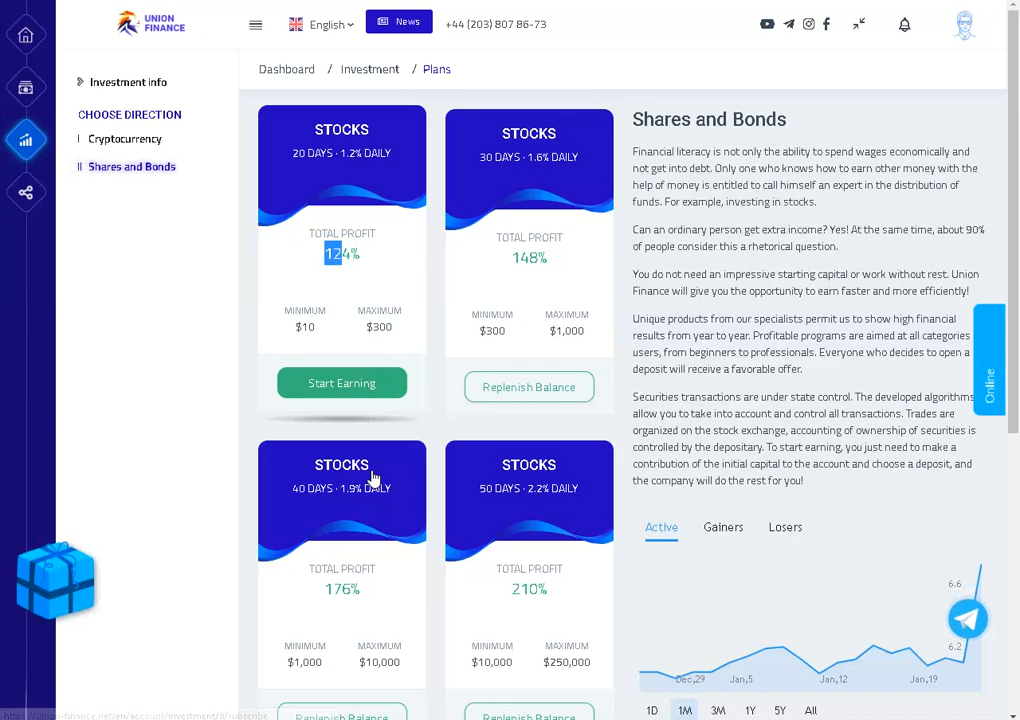 UNION
FINANCE
English
News
+44 (203) 807 86-73
Investment info
CHOOSE DIRECTION
Cryptocurrency
Shares and Bonds
Dashboard / Investment / Plans
STOCKS
20 DAYS · 1.2% DAILY
TOTAL PROFIT
124%
MINIMUM
$10
MAXIMUM
$300
Start Earning
STOCKS
30 DAYS · 1.6% DAILY
TOTAL PROFIT
148%
MINIMUM
$300
MAXIMUM
$1,000
Replenish Balance
STOCKS
40 DAYS · 1.9% DAILY
TOTAL PROFIT
176%
MINIMUM
$1,000
MAXIMUM
$10,000
Replenish Balance
STOCKS
50 DAYS · 2.2% DAILY
TOTAL PROFIT
210%
MINIMUM
$10,000
MAXIMUM
$250,000
Replenish Balance
Shares and Bonds
Financial literacy is not only the ability to spend wages economically and
not get into debt. Only one who knows how to earn other money with the
help of money is entitled to call himself an expert in the distribution of
funds. For example, investing in stocks.
Can an ordinary person get extra income? Yes! At the same time, about 90%
of people consider this a rhetorical question.
You do not need an impressive starting capital or work without rest. Union
Finance will give you the opportunity to earn faster and more efficiently!
Unique products from our specialists permit us to show high financial
results from year to year. Profitable programs are aimed at all categories
users, from beginners to professionals. Everyone who decides to open a
deposit will receive a favorable offer.
Securities transactions are under state control. The developed algorithms
allow you to take into account and control all transactions. Trades are
organized on the stock exchange, accounting of ownership of securities is
controlled by the depositary. To start earning, you just need to make a
contribution of the initial capital to the account and choose a deposit, and
the company will do the rest for you!
Online
Active Gainers Losers
6.6
6.2
Dec,29 Jan,5 Jan,12 Jan,19
1D 1M 3M 1Y 5Y All
https://union-finance.net/en/account/investment/8/subscribe